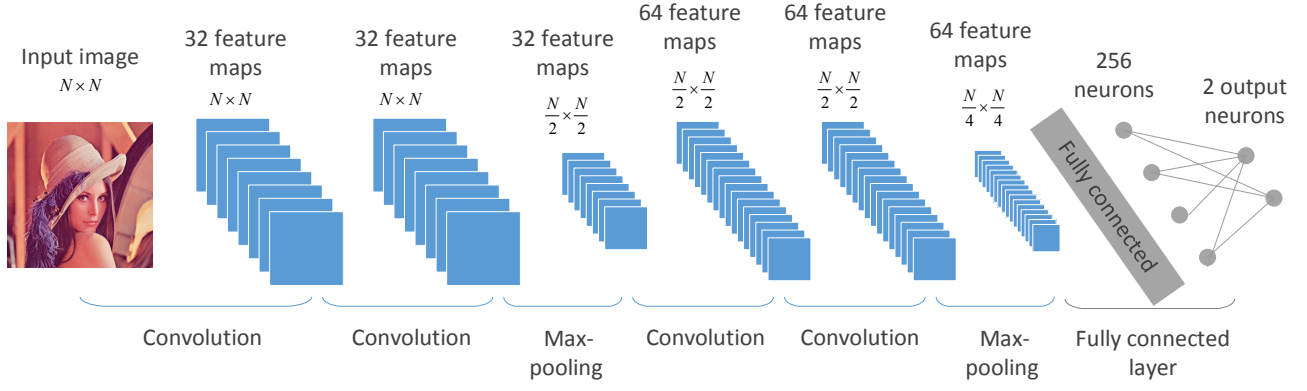 Input image
N × N
32 feature
maps
N × N
32 feature
maps
N × N
32 feature
maps
N/2 × N/2
64 feature
maps
N/2 × N/2
64 feature
maps
N/2 × N/2
64 feature
maps
N/4 × N/4
256
neurons
2 output
neurons
Fully connected
Convolution
Convolution
Max-
pooling
Convolution
Convolution
Max-
pooling
Fully connected
layer